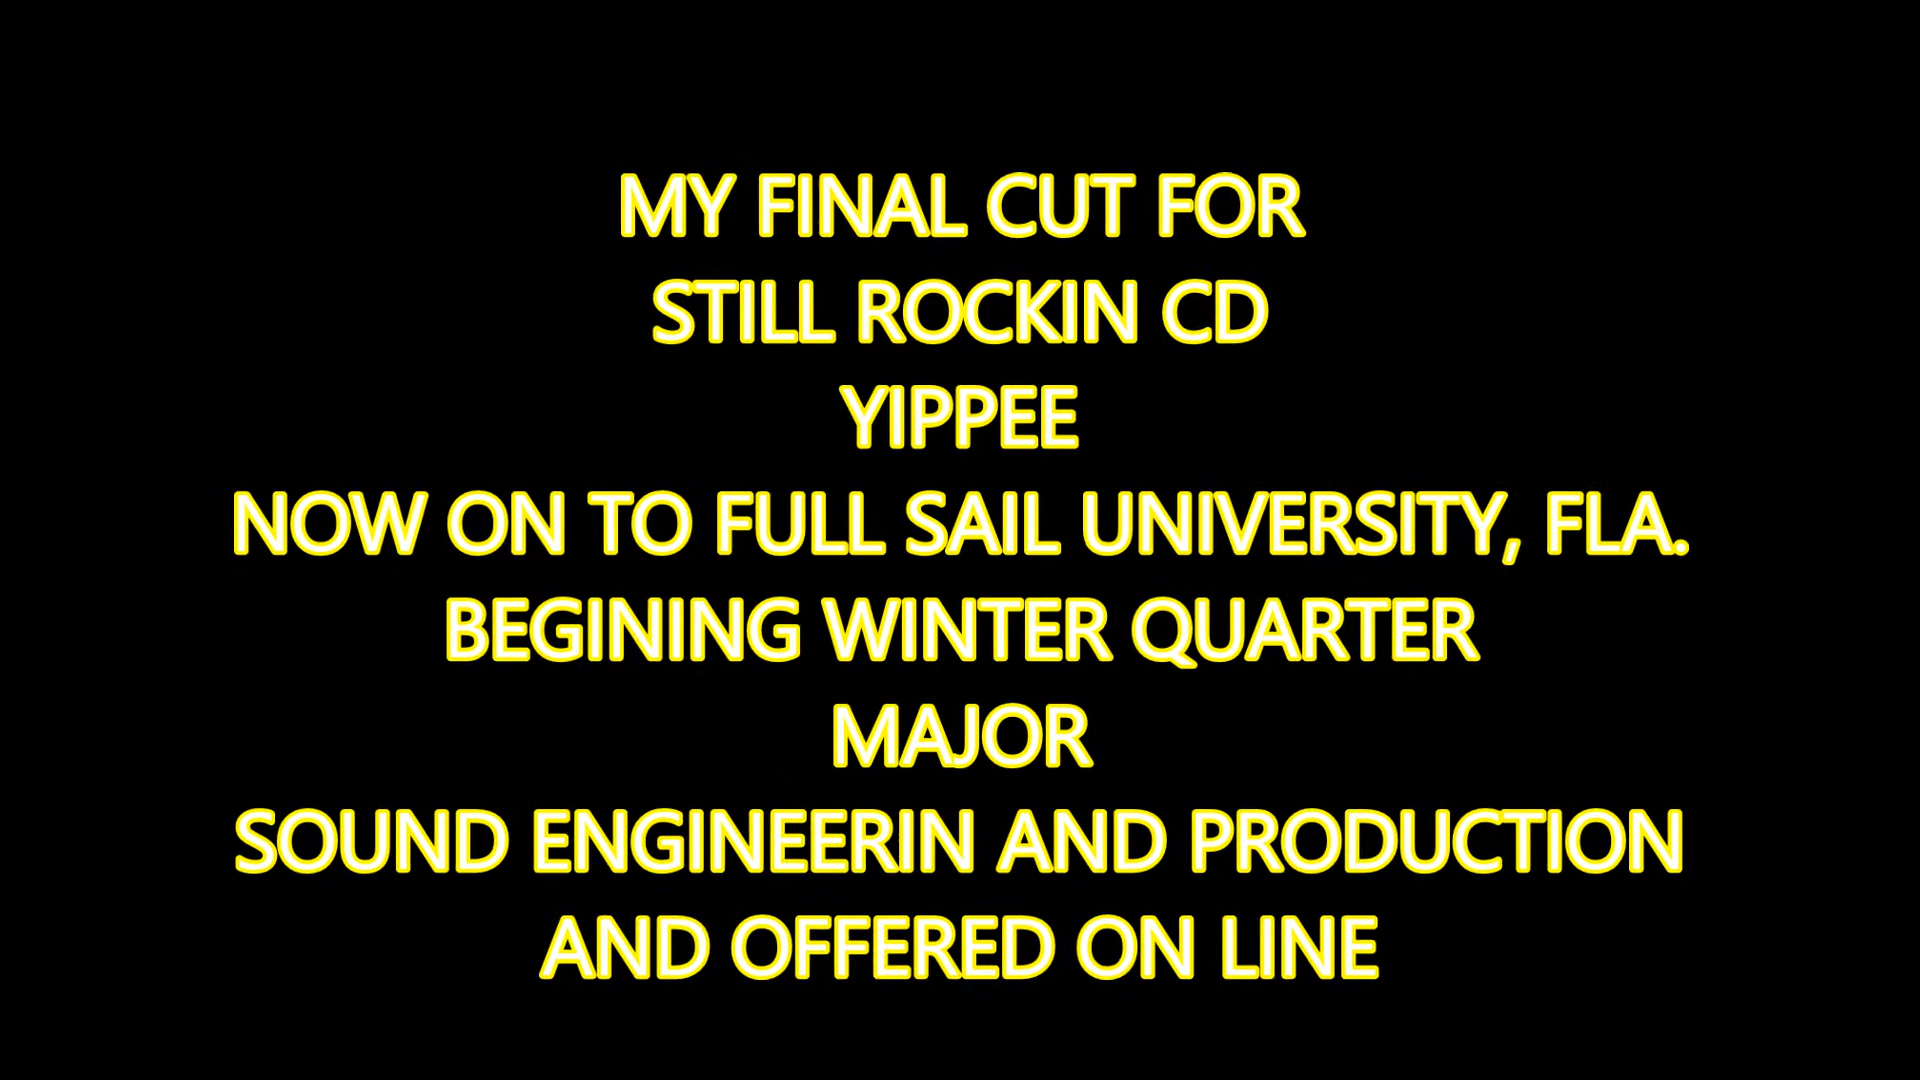 MY FINAL CUT FOR
STILL ROCKIN CD
YIPPEE
NOW ON TO FULL SAIL UNIVERSITY, FLA.
BEGINING WINTER QUARTER
MAJOR
SOUND ENGINEERIN AND PRODUCTION
AND OFFERED ON LINE